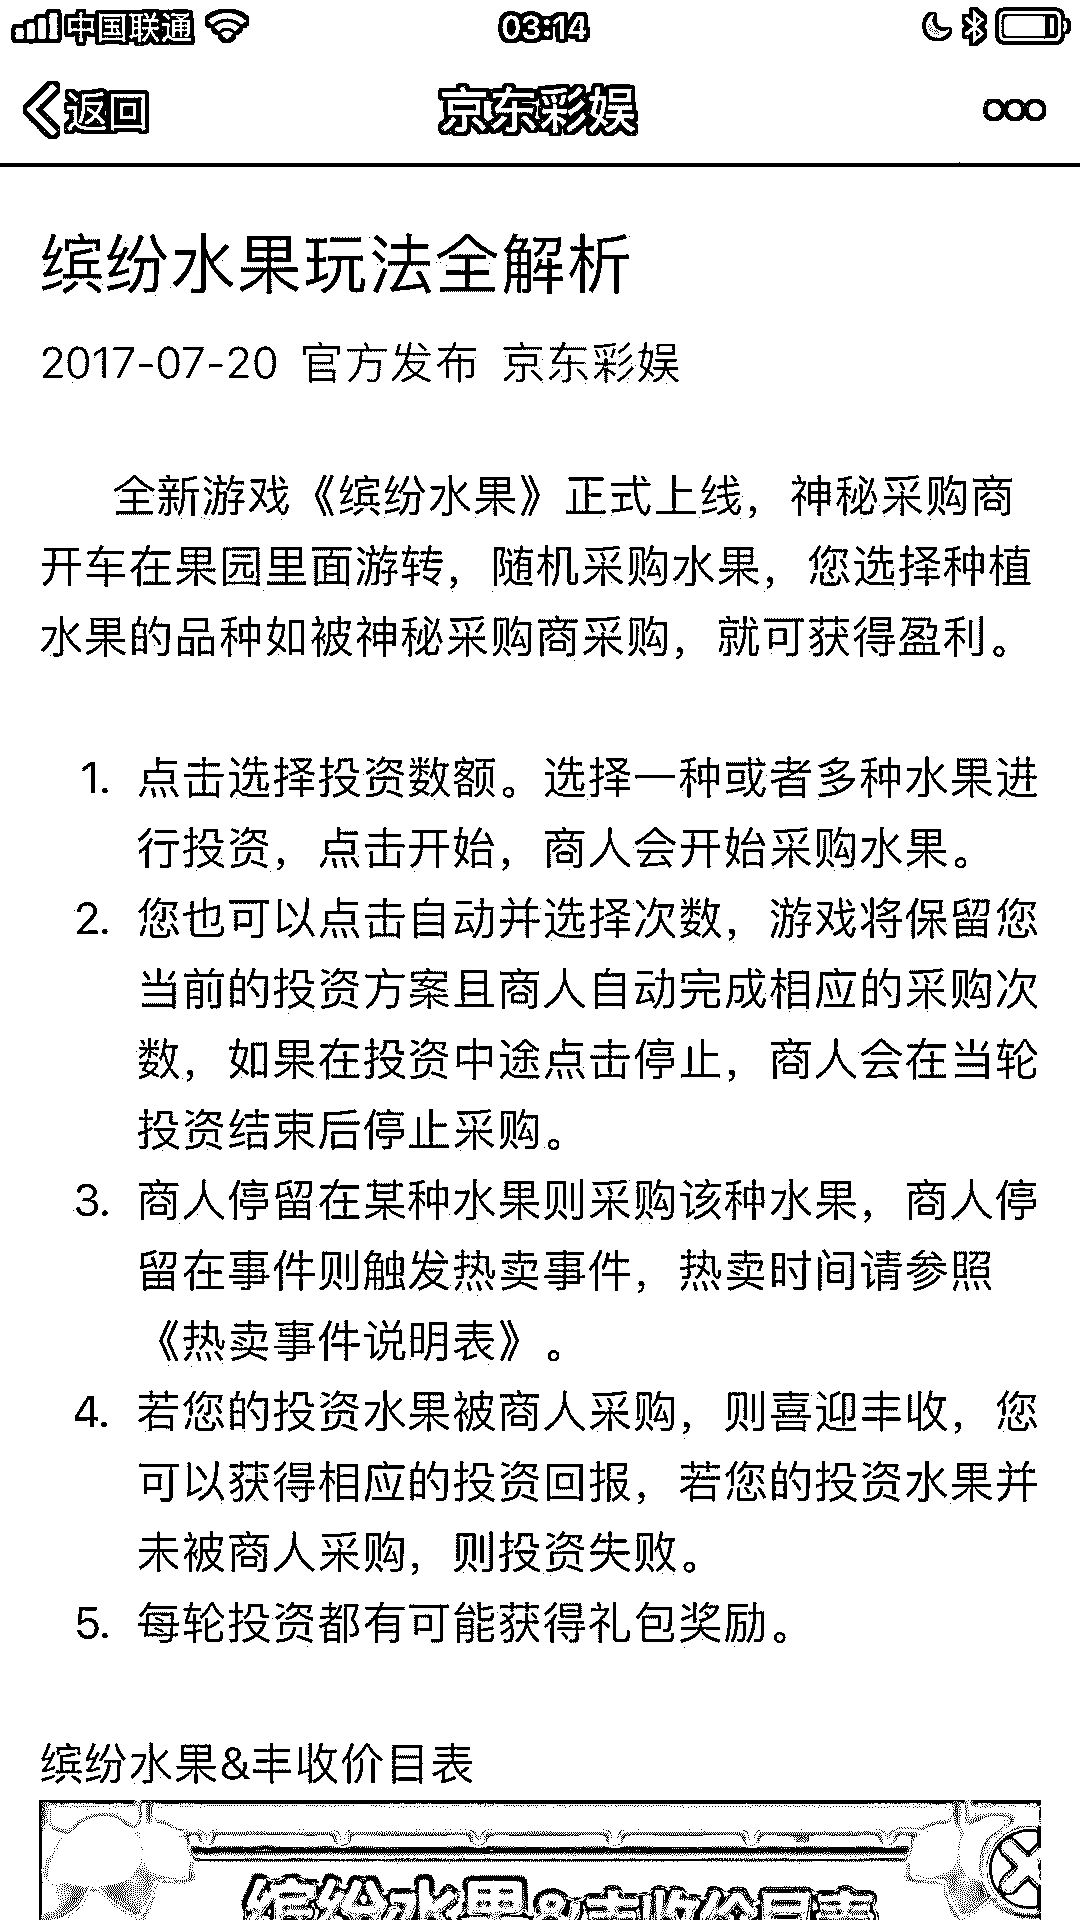 中国联通 03:14
返回 京东彩娱 ooo
缤纷水果玩法全解析
2017-07-20 官方发布 京东彩娱
全新游戏《缤纷水果》正式上线，神秘采购商
开车在果园里面游转，随机采购水果，您选择种植
水果的品种如被神秘采购商采购，就可获得盈利。
1. 点击选择投资数额。选择一种或者多种水果进
行投资，点击开始，商人会开始采购水果。
2. 您也可以点击自动并选择次数，游戏将保留您
当前的投资方案且商人自动完成相应的采购次
数，如果在投资中途点击停止，商人会在当轮
投资结束后停止采购。
3. 商人停留在某种水果则采购该种水果，商人停
留在事件则触发热卖事件，热卖时间请参照
《热卖事件说明表》。
4. 若您的投资水果被商人采购，则喜迎丰收，您
可以获得相应的投资回报，若您的投资水果并
未被商人采购，则投资失败。
5. 每轮投资都有可能获得礼包奖励。
缤纷水果&丰收价目表
缤纷水果&丰收价目表